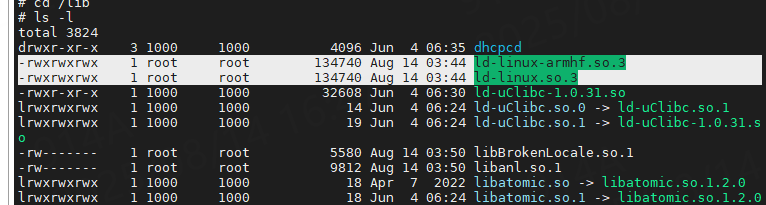 # cd /lib
# ls -l
total 3824
drwxr-xr-x 3 1000 1000 4096 Jun 4 06:35 dhcpcd
-rwxrwxrwx 1 root root 134740 Aug 14 03:44 ld-linux-armhf.so.3
-rwxrwxrwx 1 root root 134740 Aug 14 03:44 ld-linux.so.3
-rwxr-xr-x 1 1000 1000 32608 Jun 4 06:30 ld-uClibc-1.0.31.so
lrwxrwxrwx 1 1000 1000 14 Jun 4 06:24 ld-uClibc.so.0 -> ld-uClibc.so.1
lrwxrwxrwx 1 1000 1000 19 Jun 4 06:24 ld-uClibc.so.1 -> ld-uClibc-1.0.31.s
o
-rw------- 1 root root 5580 Aug 14 03:50 libBrokenLocale.so.1
-rw------- 1 root root 9812 Aug 14 03:50 libanl.so.1
lrwxrwxrwx 1 1000 1000 18 Apr 7 2022 libatomic.so -> libatomic.so.1.2.0
lrwxrwxrwx 1 1000 1000 18 Jun 4 06:24 libatomic.so.1 -> libatomic.so.1.2.0